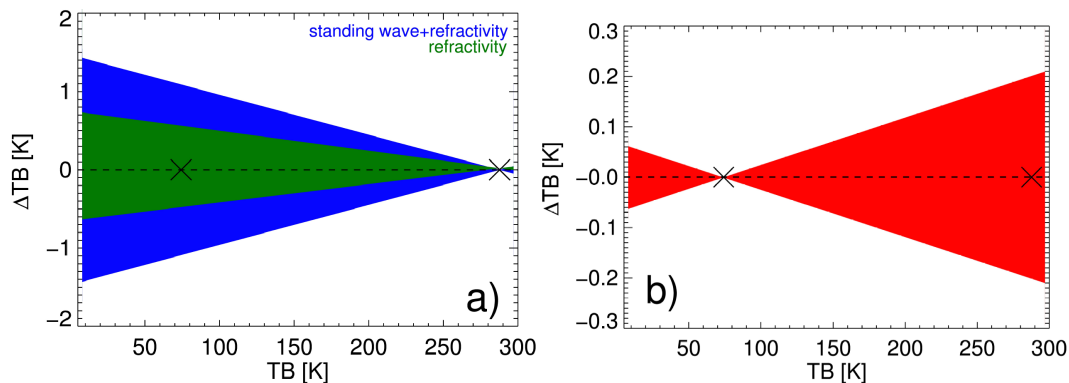 standing wave+refractivity
refractivity
2
1
0
−1
−2
ΔTB [K]
a)
50 100 150 200 250 300
TB [K]
0.3
0.2
0.1
−0.0
−0.1
−0.2
−0.3
ΔTB [K]
b)
50 100 150 200 250 300
TB [K]